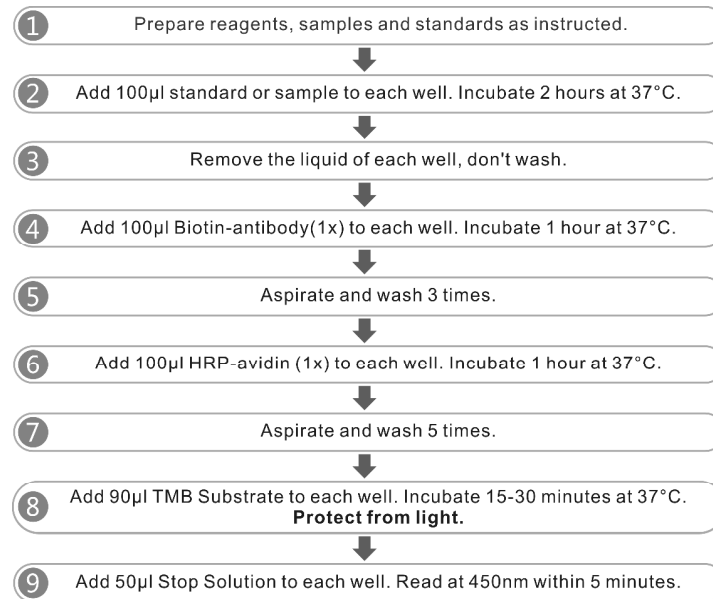 1 Prepare reagents, samples and standards as instructed.
2 Add 100μl standard or sample to each well. Incubate 2 hours at 37°C.
3 Remove the liquid of each well, don't wash.
4 Add 100μl Biotin-antibody(1x) to each well. Incubate 1 hour at 37°C.
5 Aspirate and wash 3 times.
6 Add 100μl HRP-avidin (1x) to each well. Incubate 1 hour at 37°C.
7 Aspirate and wash 5 times.
8 Add 90μl TMB Substrate to each well. Incubate 15-30 minutes at 37°C.
Protect from light.
9 Add 50μl Stop Solution to each well. Read at 450nm within 5 minutes.